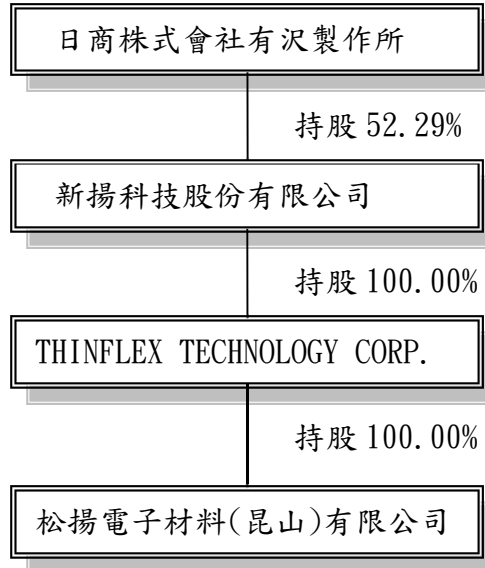 日商株式會社有沢製作所
持股 52.29%
新揚科技股份有限公司
持股 100.00%
THINFLEX TECHNOLOGY CORP.
持股 100.00%
松揚電子材料(昆山)有限公司